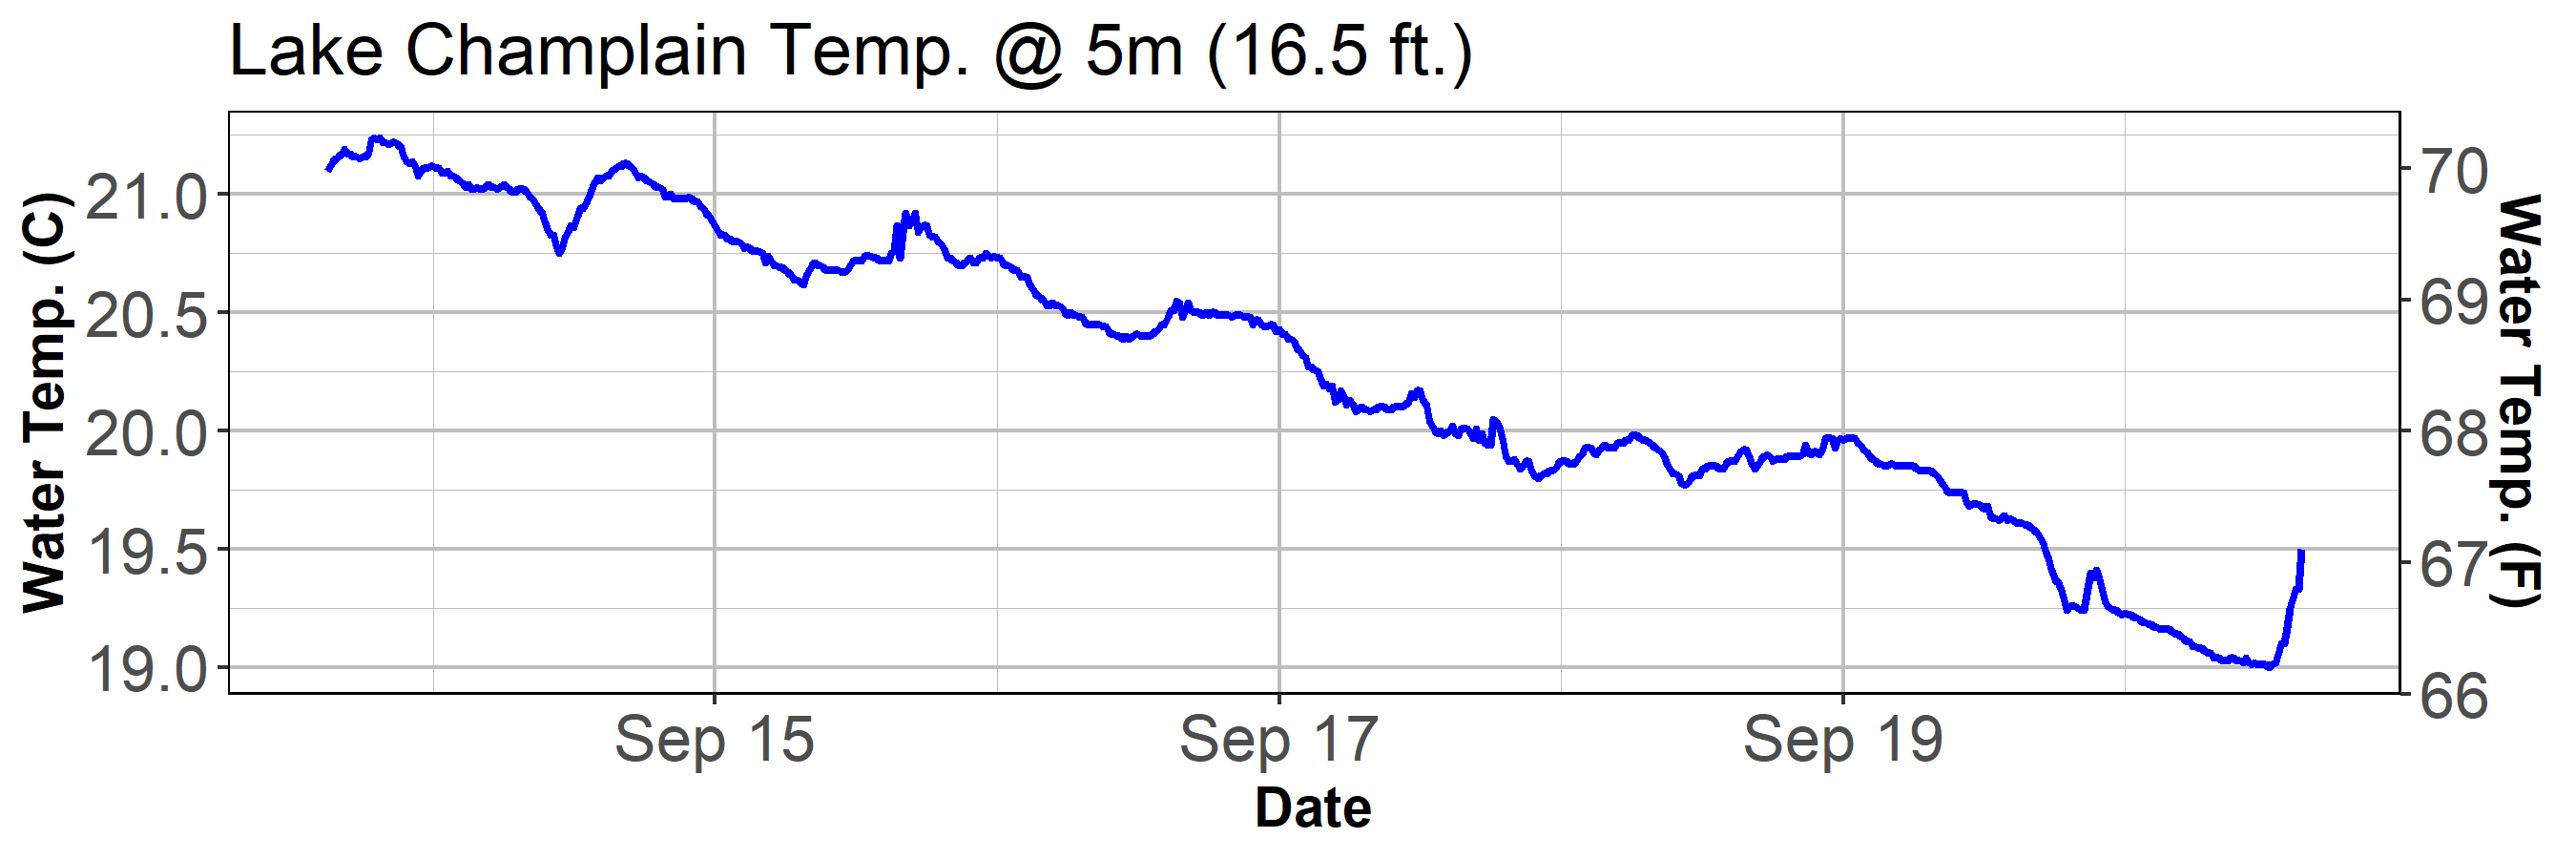 Lake Champlain Temp. @ 5m (16.5 ft.)
Water Temp. (C)
21.0
20.5
20.0
19.5
19.0
70
69
68
67
66
Water Temp. (F)
Sep 15 Sep 17 Sep 19
Date